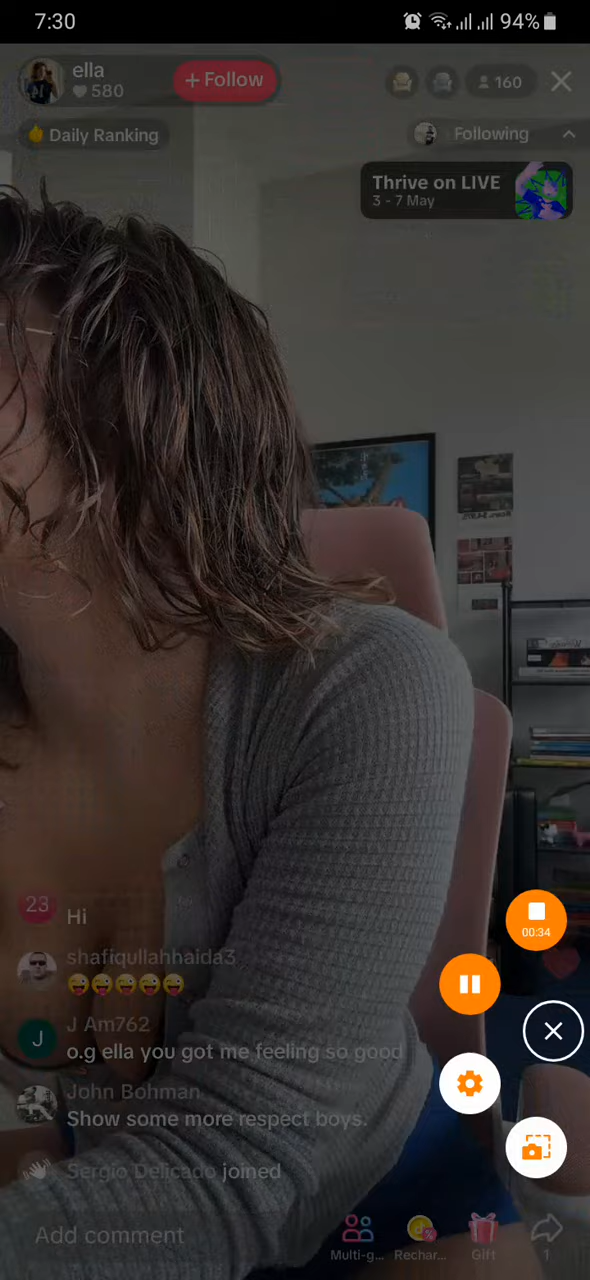 7:30
94%
ella
580
+ Follow
160
Daily Ranking
Following
Thrive on LIVE
3 - 7 May
23
Hi
00:34
shafiqullahhaida3
J
J Am762
o.g ella you got me feeling so good
John Bohman
Show some more respect boys.
Sergio Delicado joined
Add comment
Multi-g...
Rechar...
Gift
1